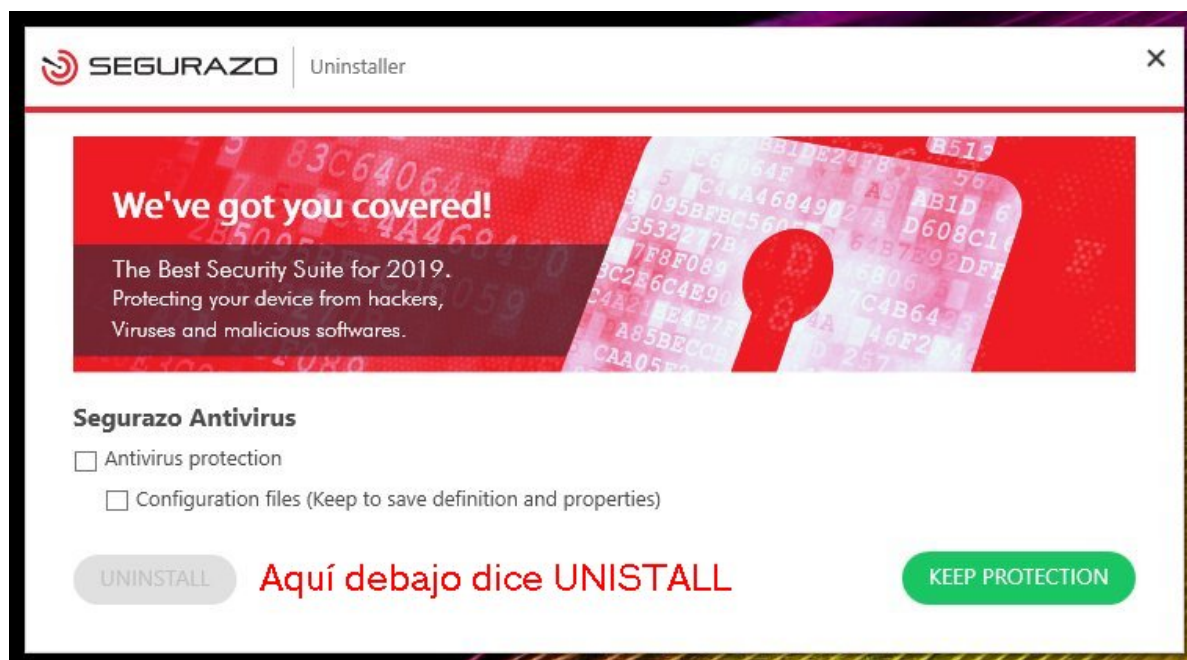 SEGURAZO Uninstaller
We've got you covered!
The Best Security Suite for 2019.
Protecting your device from hackers,
Viruses and malicious softwares.
Segurazo Antivirus
Antivirus protection
Configuration files (Keep to save definition and properties)
UNINSTALL Aquí debajo dice UNISTALL KEEP PROTECTION